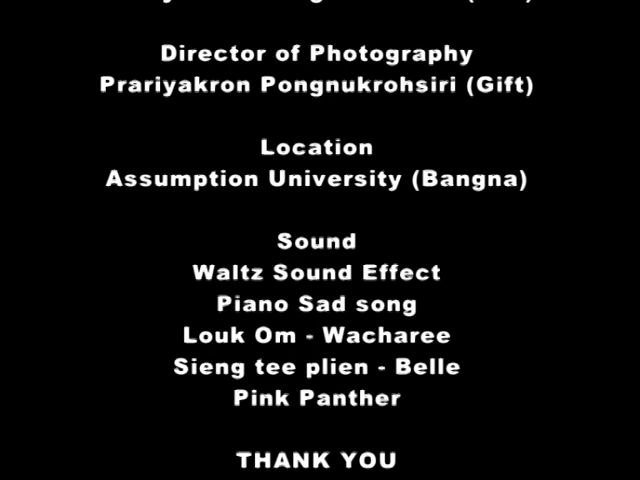 Director of Photography
Prariyakron Pongnukrohsiri (Gift)
Location
Assumption University (Bangna)
Sound
Waltz Sound Effect
Piano Sad song
Louk Om - Wacharee
Sieng tee plien - Belle
Pink Panther
THANK YOU